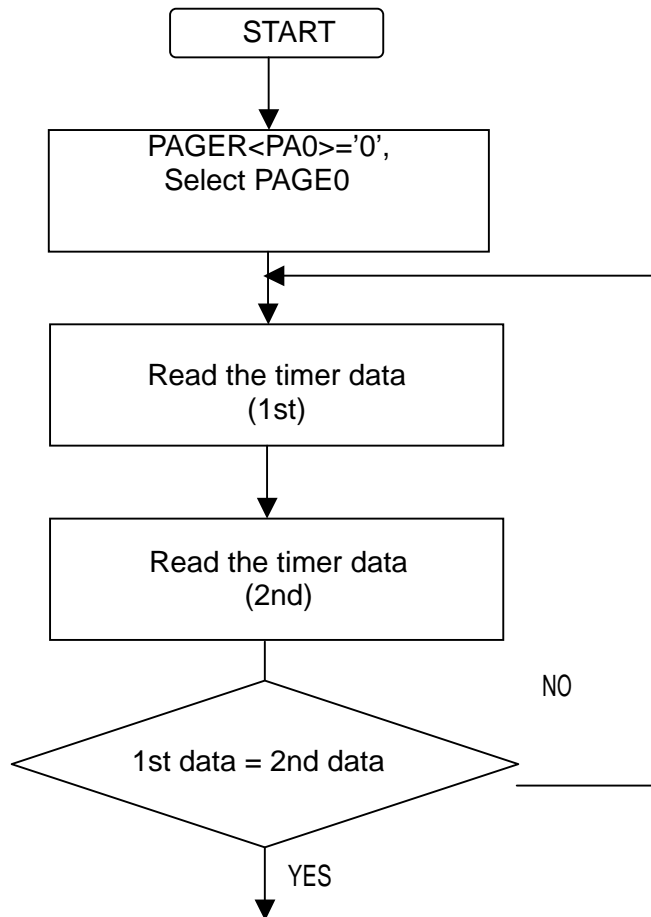 START
PAGER<PA0>='0',
Select PAGE0
Read the timer data
(1st)
Read the timer data
(2nd)
NO
1st data = 2nd data
YES